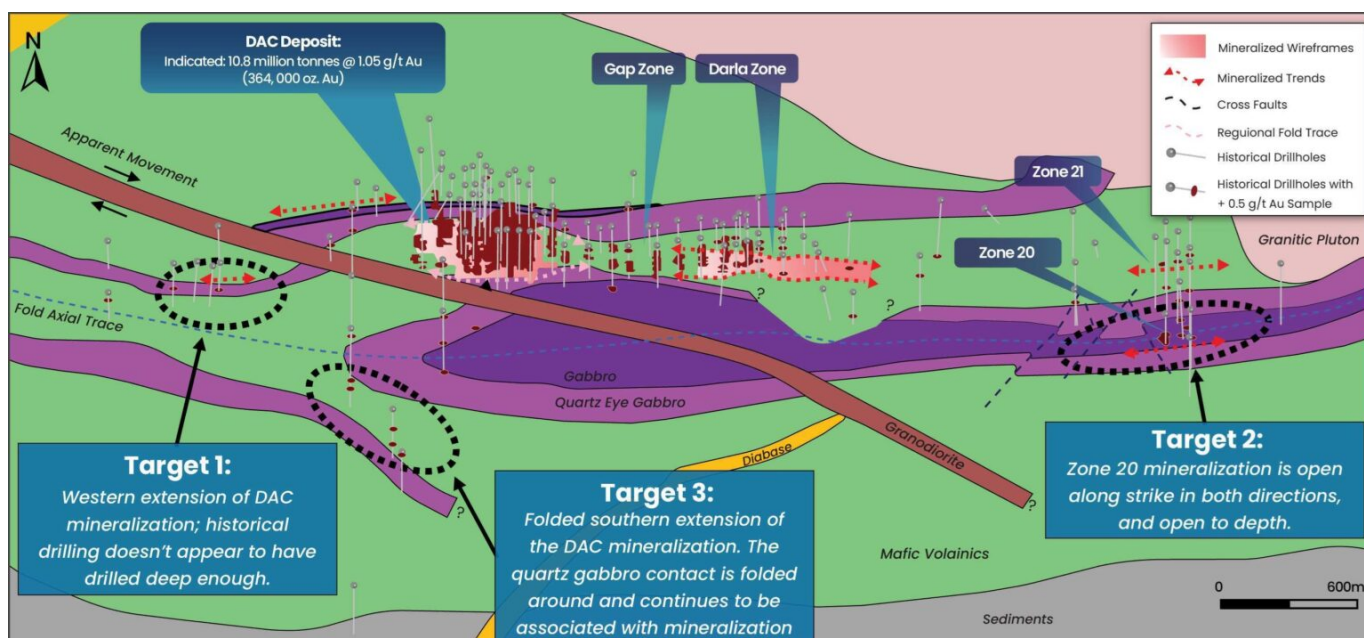 N
DAC Deposit:
Indicated: 10.8 million tonnes @ 1.05 g/t Au
(364, 000 oz. Au)
Gap Zone
Darla Zone
Mineralized Wireframes
Mineralized Trends
Cross Faults
Reguional Fold Trace
Historical Drillholes
Historical Drillholes with
+ 0.5 g/t Au Sample
Apparent Movement
Zone 21
Zone 20
Granitic Pluton
Fold Axial Trace
?
?
Gabbro
Quartz Eye Gabbro
Granodiorite
Diabase
?
?
Target 1:
Western extension of DAC
mineralization; historical
drilling doesn't appear to have
drilled deep enough.
Target 3:
Folded southern extension of
the DAC mineralization. The
quartz gabbro contact is folded
around and continues to be
associated with mineralization
Target 2:
Zone 20 mineralization is open
along strike in both directions,
and open to depth.
Mafic Volainics
Sediments
0 600m